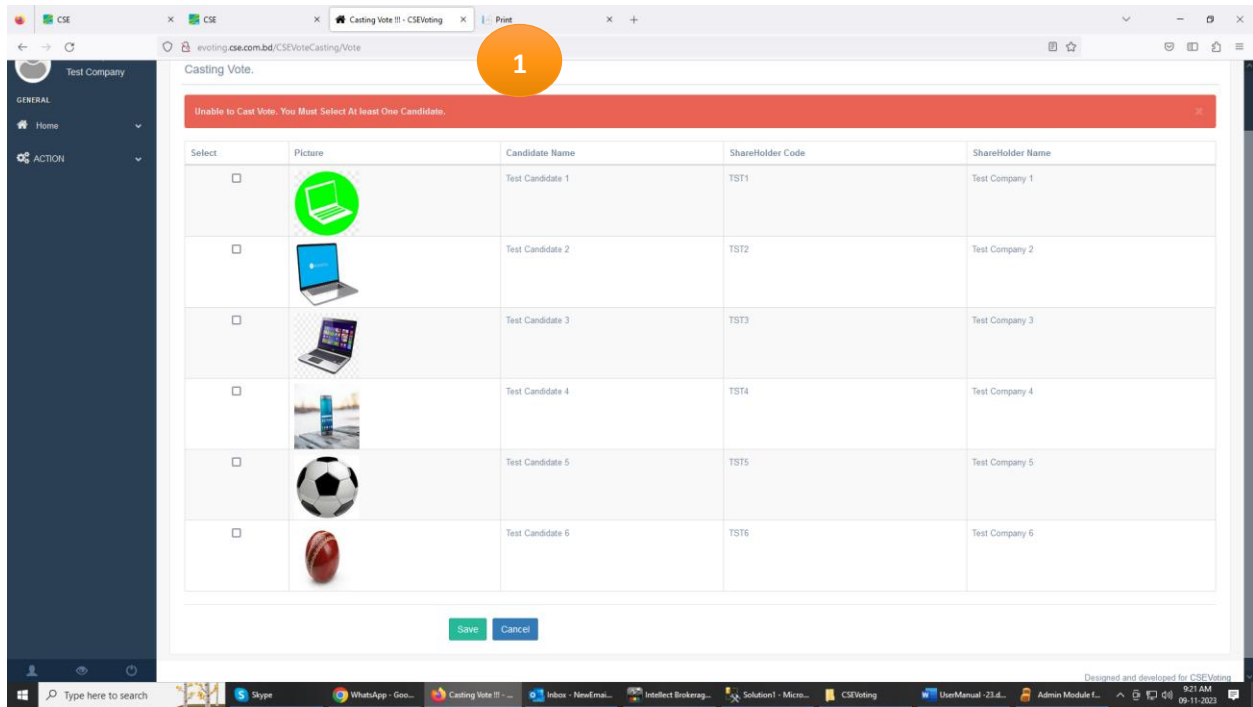 CSE
CSE
Casting Vote !!! - CSEVoting
Print
evoting.cse.com.bd/CSEVoteCasting/Vote
1
Test Company
Casting Vote.
GENERAL
Home
ACTION
Unable to Cast Vote, You Must Select At least One Candidate.
Select Picture Candidate Name ShareHolder Code ShareHolder Name
Test Candidate 1 TST1 Test Company 1
Test Candidate 2 TST2 Test Company 2
Test Candidate 3 TST3 Test Company 3
Test Candidate 4 TST4 Test Company 4
Test Candidate 5 TST5 Test Company 5
Test Candidate 6 TST6 Test Company 6
Save Cancel
Designed and developed for CSEVoting
Type here to search Skype WhatsApp - Goo... Casting Vote !!! - ... Inbox - NewEmai... Intellect Brokerag... Solution1 - Micro... CSEVoting UserManual -23.d... Admin Module f... 9:21 AM
09-11-2023